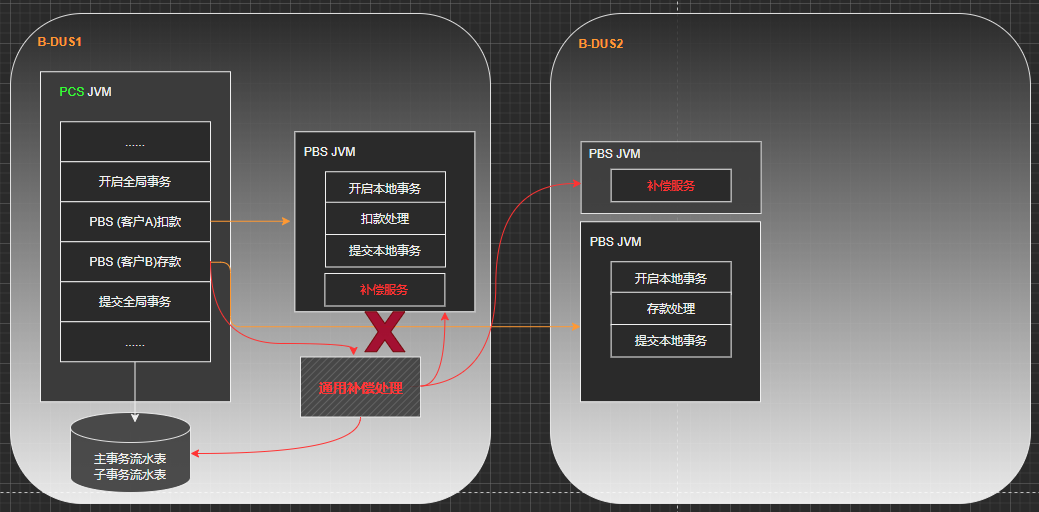 B-DUS1
PCS JVM
......
开启全局事务
PBS (客户A)扣款
PBS (客户B)存款
提交全局事务
......
主事务流水表
子事务流水表
PBS JVM
开启本地事务
扣款处理
提交本地事务
补偿服务
通用补偿处理
B-DUS2
PBS JVM
补偿服务
PBS JVM
开启本地事务
存款处理
提交本地事务